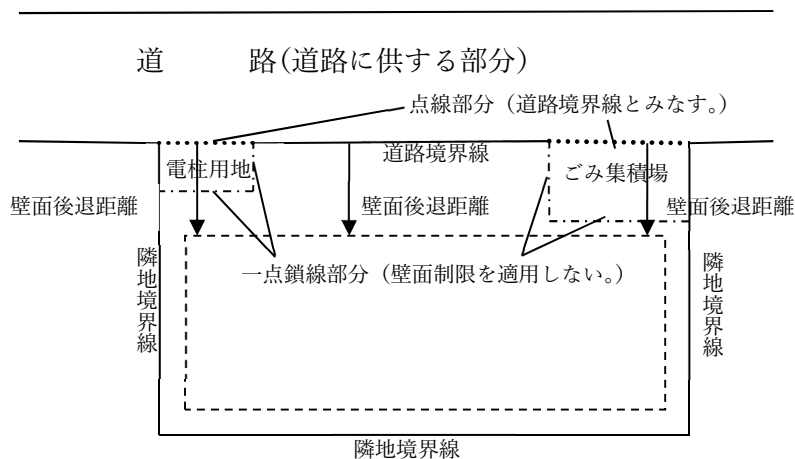 道　　　路(道路に供する部分)
点線部分（道路境界線とみなす。）
道路境界線
電柱用地
ごみ集積場
壁面後退距離
壁面後退距離
壁面後退距離
隣地境界線
一点鎖線部分（壁面制限を適用しない。）
隣地境界線
隣地境界線